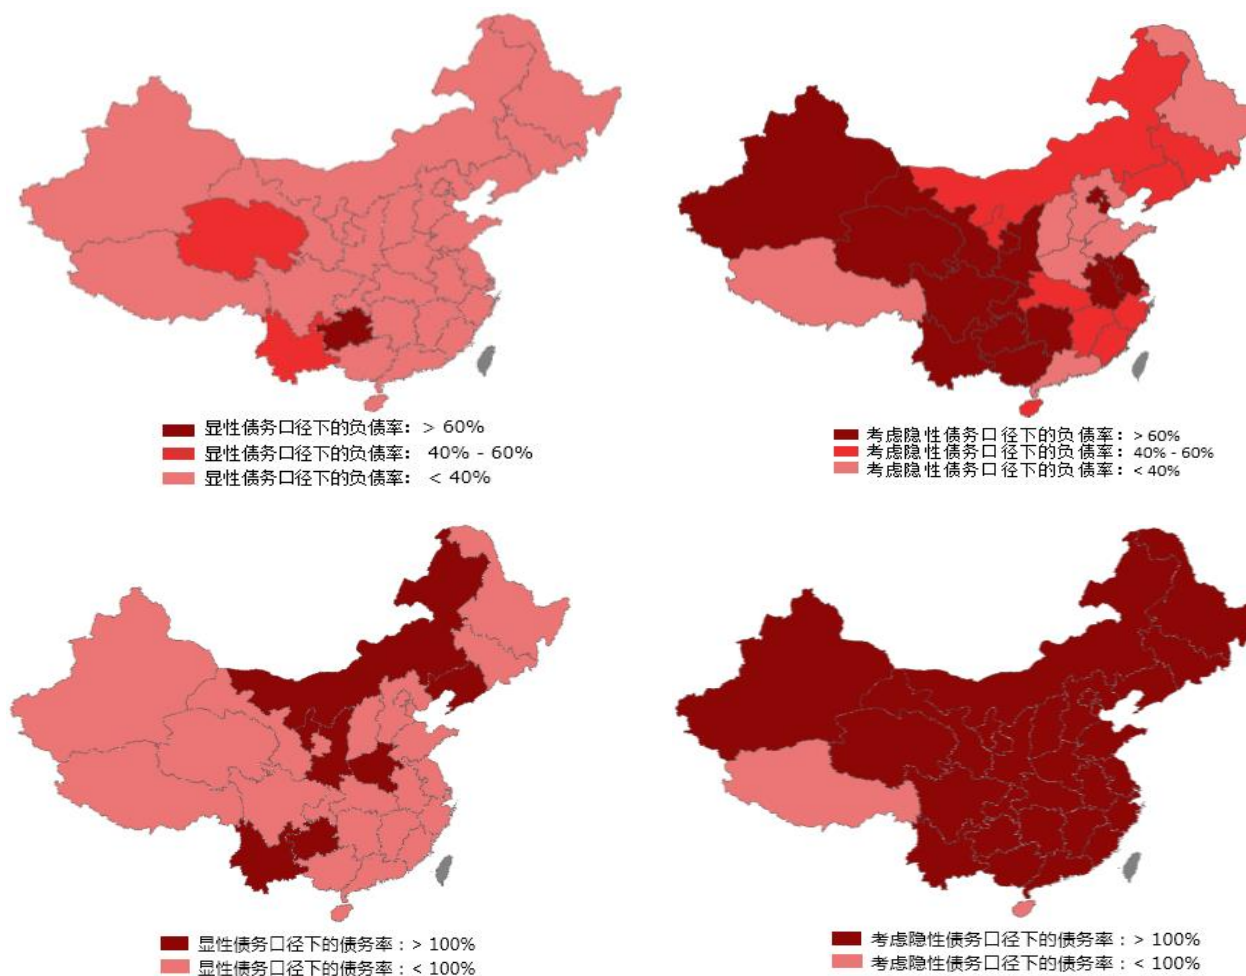 显性债务口径下的负债率：> 60%
显性债务口径下的负债率：40% - 60%
显性债务口径下的负债率：< 40%
考虑隐性债务口径下的负债率：> 60%
考虑隐性债务口径下的负债率：40% - 60%
考虑隐性债务口径下的负债率：< 40%
显性债务口径下的债务率：> 100%
显性债务口径下的债务率：< 100%
考虑隐性债务口径下的债务率：> 100%
考虑隐性债务口径下的债务率：< 100%